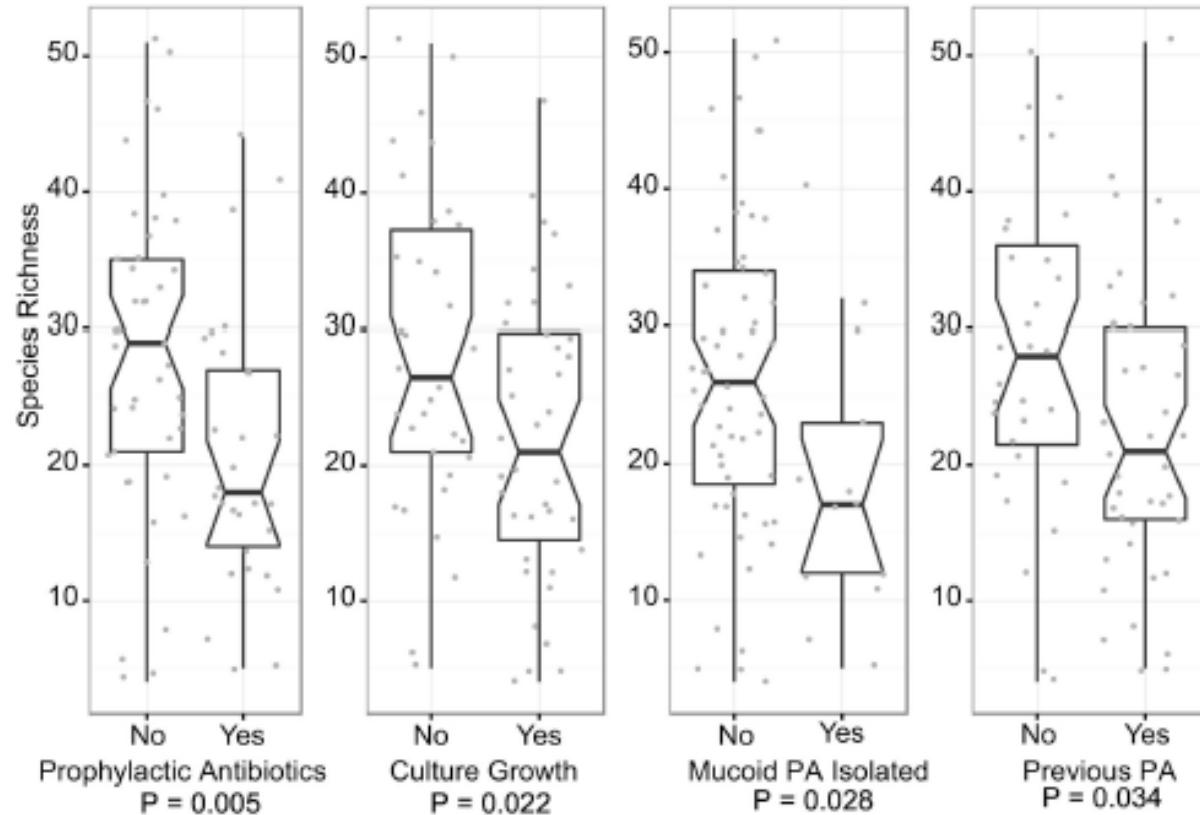 Species Richness
50
40
30
20
10
No Yes
Prophylactic Antibiotics
P = 0.005
50
40
30
20
10
No Yes
Culture Growth
P = 0.022
50
40
30
20
10
No Yes
Mucoid PA Isolated
P = 0.028
50
40
30
20
10
No Yes
Previous PA
P = 0.034